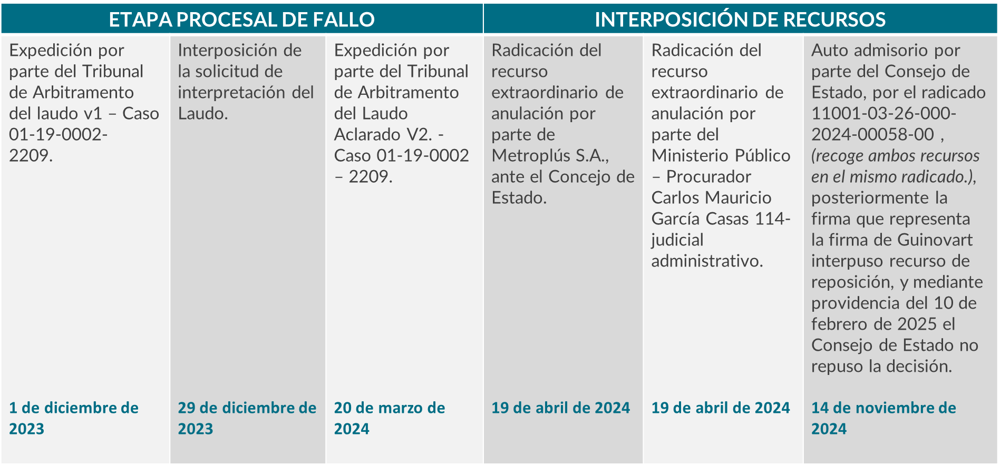 ETAPA PROCESAL DE FALLO
INTERPOSICIÓN DE RECURSOS
Expedición por
parte del Tribunal
de Arbitramento
del laudo v1 – Caso
01-19-0002-
2209.
1 de diciembre de
2023
Interposición de
la solicitud de
interpretación del
Laudo.
29 de diciembre de
2023
Expedición por
parte del Tribunal
de Arbitramento
del Laudo
Aclarado V2. -
Caso 01-19-0002
– 2209.
20 de marzo de
2024
Radicación del
recurso
extraordinario de
anulación por
parte de
Metroplús S.A.,
ante el Concejo de
Estado.
19 de abril de 2024
Radicación del
recurso
extraordinario de
anulación por
parte del
Ministerio Público
– Procurador
Carlos Mauricio
García Casas 114-
judicial
administrativo.
19 de abril de 2024
Auto admisorio por
parte del Consejo de
Estado, por el radicado
11001-03-26-000-
2024-00058-00 ,
(recoge ambos recursos
en el mismo radicado.),
posteriormente la
firma que representa
la firma de Guinovart
interpuso recurso de
reposición, y mediante
providencia del 10 de
febrero de 2025 el
Consejo de Estado no
repuso la decisión.
14 de noviembre de
2024